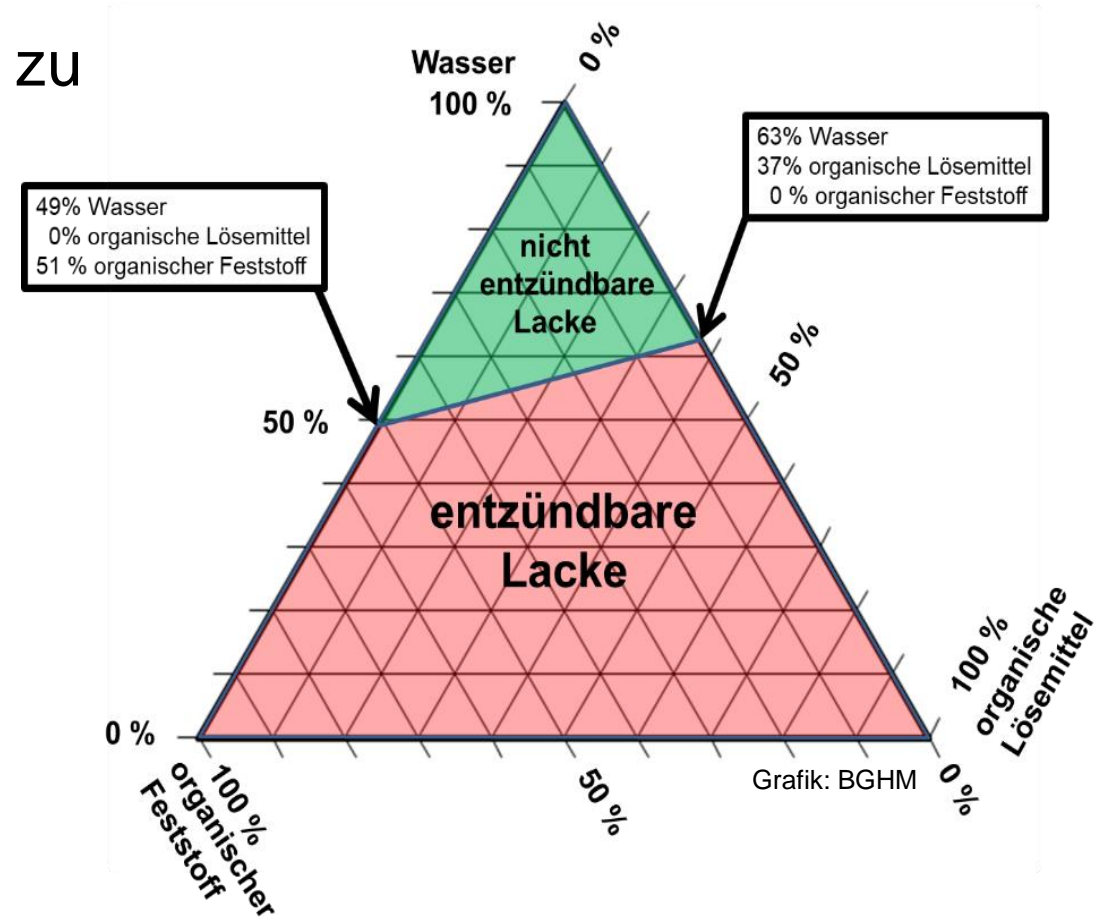 zu
Wasser
100 %
0 %
63% Wasser
37% organische Lösemittel
0 % organischer Feststoff
49% Wasser
0% organische Lösemittel
51 % organischer Feststoff
nicht
entzündbare
Lacke
50 %
50 %
entzündbare
Lacke
100 %
organische
Lösemittel
0 %
100 %
organischer
Feststoff
50 %
Grafik: BGHM
0 %